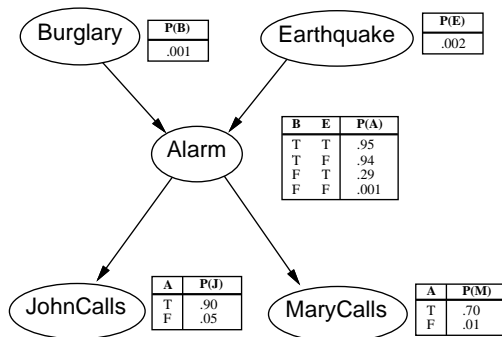 Burglary
P(B)
.001
Earthquake
P(E)
.002
Alarm
B E P(A)
T T .95
T F .94
F T .29
F F .001
JohnCalls
A P(J)
T .90
F .05
MaryCalls
A P(M)
T .70
F .01